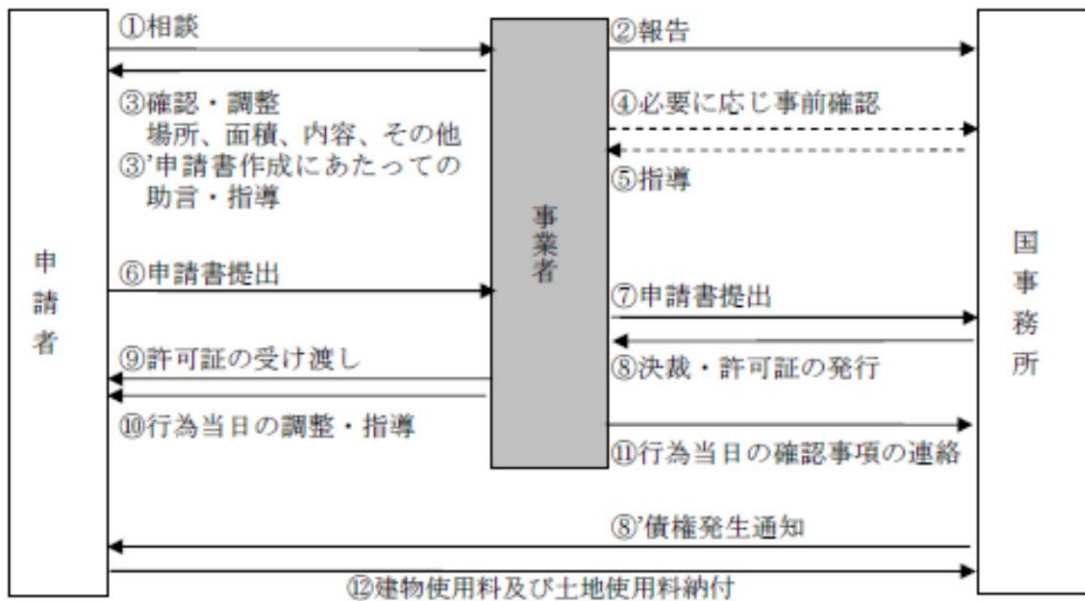 ①相談
②報告
③確認・調整
場所、面積、内容、その他
③'申請書作成にあたっての
助言・指導
④必要に応じ事前確認
⑤指導
申請者
事業者
国事務所
⑥申請書提出
⑦申請書提出
⑧決裁・許可証の発行
⑨許可証の受け渡し
⑩行為当日の調整・指導
⑪行為当日の確認事項の連絡
⑧'債権発生通知
⑫建物使用料及び土地使用料納付